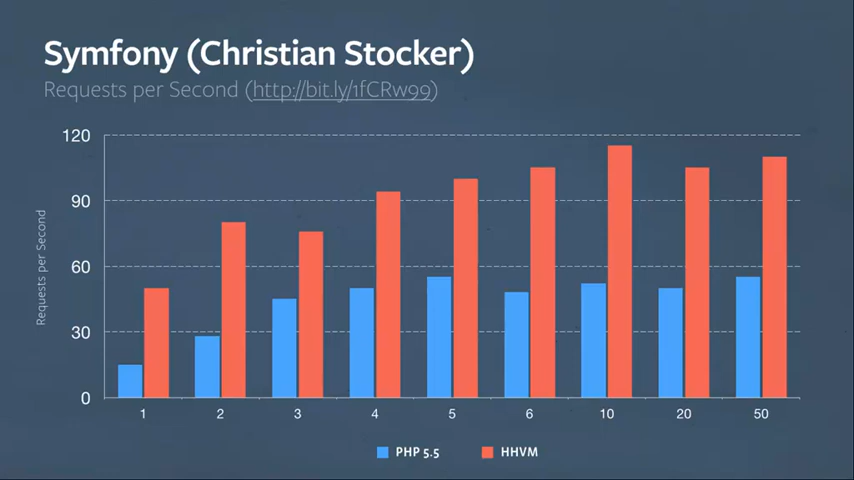 Symfony (Christian Stocker)
Requests per Second (http://bit.ly/1fCRw99)
Requests per Second
120
90
60
30
0
1 2 3 4 5 6 10 20 50
PHP 5.5 HHVM